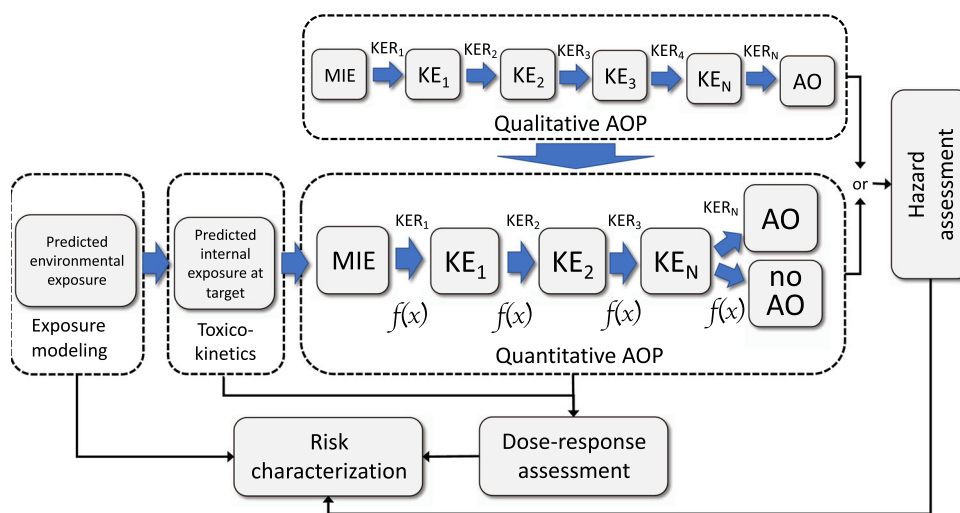 KER1 KER2 KER3 KER4 KERN
MIE KE1 KE2 KE3 KEN AO
Qualitative AOP
or
Hazard
assessment
Predicted
environmental
exposure
Exposure
modeling
Predicted
internal
exposure at
target
Toxico-
kinetics
KER1 KER2 KER3 KERN
MIE KE1 KE2 KEN AO
no
AO
f(x) f(x) f(x) f(x)
Quantitative AOP
Risk
characterization
Dose-response
assessment